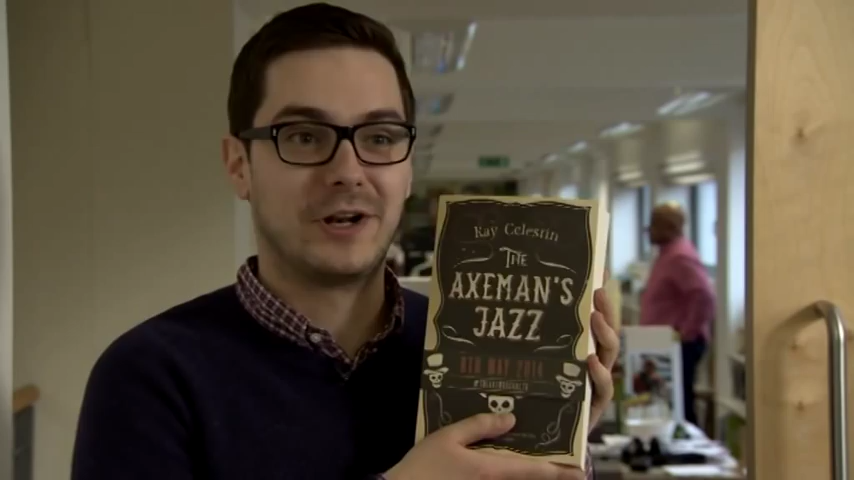 Ray Celestin
THE
AXEMAN'S
JAZZ
8TH MAY 2014